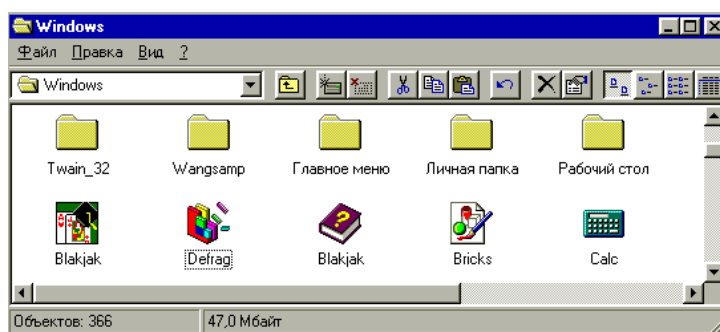 Windows
Файл Правка Вид ?
Windows
Twain_32 Wangsamp Главное меню Личная папка Рабочий стол
Blakjak Defrag Blakjak Bricks Calc
Объектов: 366 47,0 Мбайт